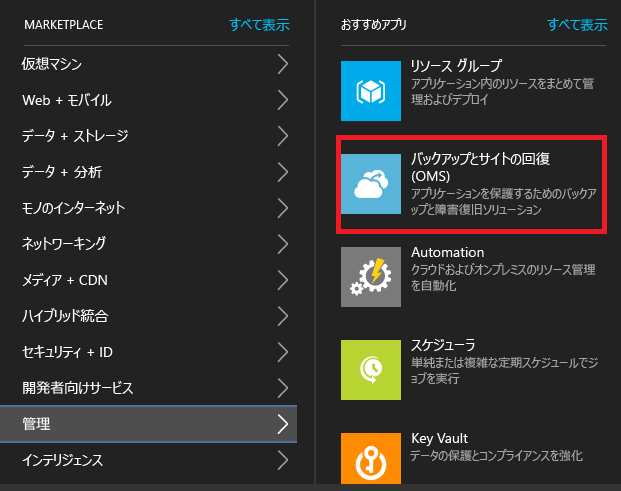 MARKETPLACE すべて表示
仮想マシン
Web + モバイル
データ + ストレージ
データ + 分析
モノのインターネット
ネットワーキング
メディア + CDN
ハイブリッド統合
セキュリティ + ID
開発者向けサービス
管理
インテリジェンス
おすすめアプリ すべて表示
リソース グループ
アプリケーション内のリソースをまとめて管
理およびデプロイ
バックアップとサイトの回復
(OMS)
アプリケーションを保護するためのバックア
ップと障害復旧ソリューション
Automation
クラウドおよびオンプレミスのリソース管理
を自動化
スケジューラ
単純または複雑な定期スケジュールでジ
ョブを実行
Key Vault
データの保護とコンプライアンスを強化